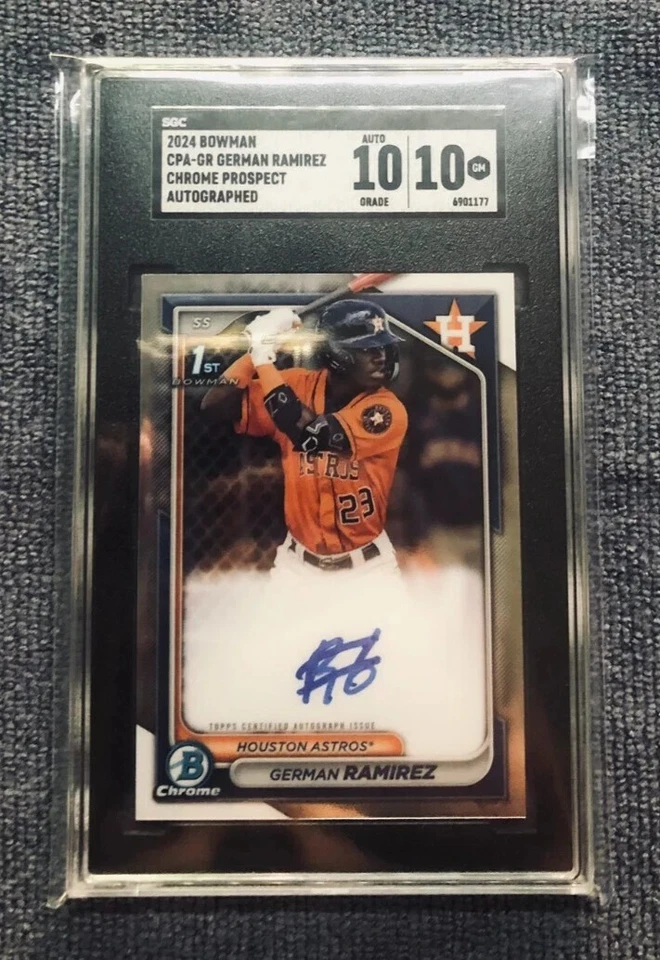 SGC
2024 BOWMAN
CPA-GR GERMAN RAMIREZ
CHROME PROSPECT
AUTOGRAPHED
AUTO
10
GRADE
10
GM
6901177
SS
1ST
BOWMAN
H
ASTROS
23
TOPPS CERTIFIED AUTOGRAPH ISSUE
HOUSTON ASTROS*
B
Chrome
GERMAN RAMIREZ